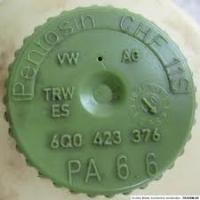 Pentosin CHF 11S
VW AG
TRW
ES
6Q0 423 376
PA 6.6